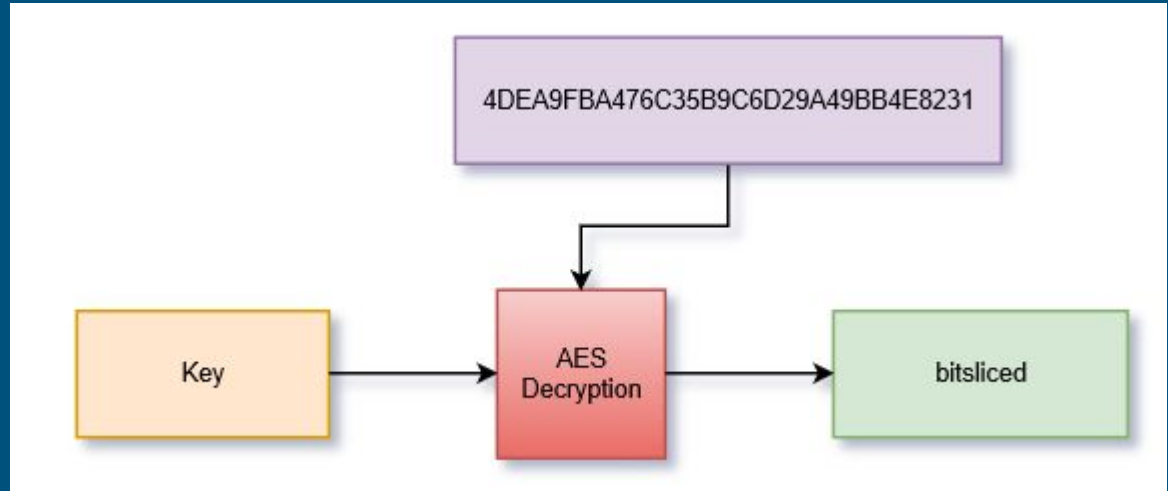 4DEA9FBA476C35B9C6D29A49BB4E8231
Key
AES
Decryption
bitsliced